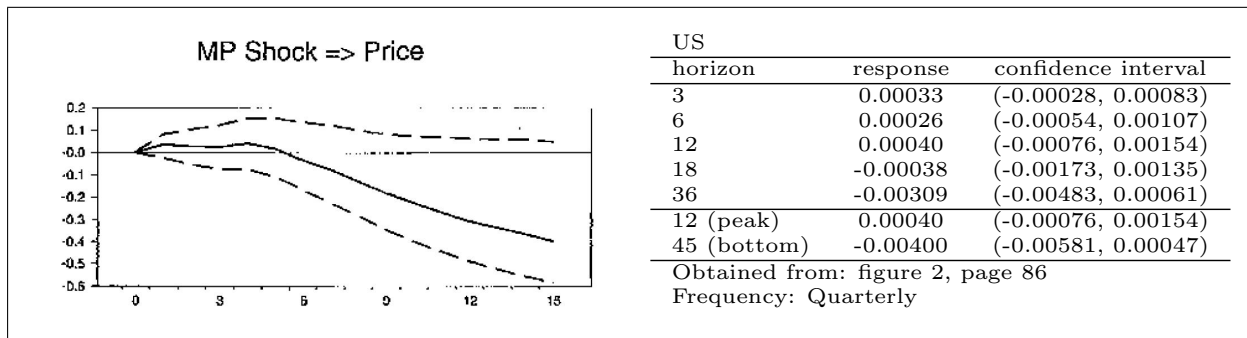 MP Shock => Price
0.2
0.1
-0.0
-0.1
-0.2
-0.3
-0.4
-0.5
-0.6
0 3 6 9 12 15
US
horizon response confidence interval
3 0.00033 (-0.00028, 0.00083)
6 0.00026 (-0.00054, 0.00107)
12 0.00040 (-0.00076, 0.00154)
18 -0.00038 (-0.00173, 0.00135)
36 -0.00309 (-0.00483, 0.00061)
12 (peak) 0.00040 (-0.00076, 0.00154)
45 (bottom) -0.00400 (-0.00581, 0.00047)
Obtained from: figure 2, page 86
Frequency: Quarterly